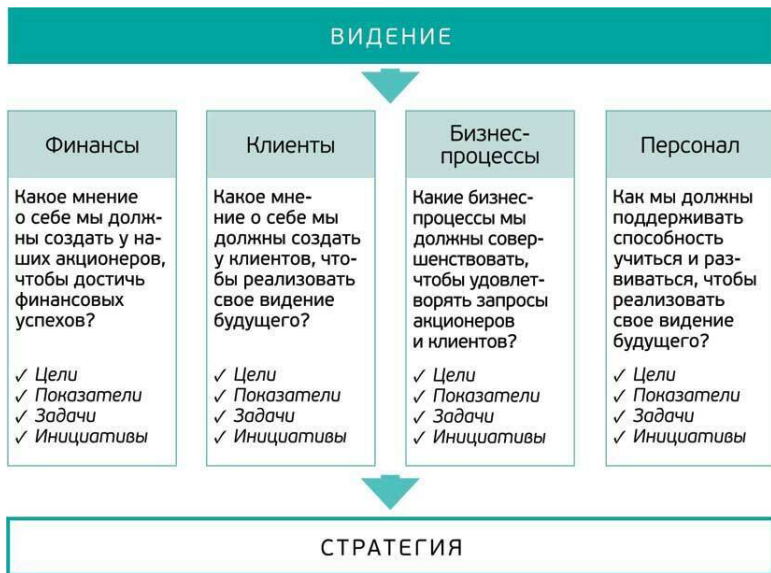 ВИДЕНИЕ
Финансы
Какое мнение
о себе мы долж-
ны создать у на-
ших акционеров,
чтобы достичь
финансовых
успехов?
✓ Цели
✓ Показатели
✓ Задачи
✓ Инициативы
Клиенты
Какое мне-
ние о себе мы
должны создать
у клиентов, что-
бы реализовать
свое видение
будущего?
✓ Цели
✓ Показатели
✓ Задачи
✓ Инициативы
Бизнес-
процессы
Какие бизнес-
процессы мы
должны совер-
шенствовать,
чтобы удовлет-
ворять запросы
акционеров
и клиентов?
✓ Цели
✓ Показатели
✓ Задачи
✓ Инициативы
Персонал
Как мы должны
поддерживать
способность
учиться и раз-
виваться, чтобы
реализовать
свое видение
будущего?
✓ Цели
✓ Показатели
✓ Задачи
✓ Инициативы
СТРАТЕГИЯ